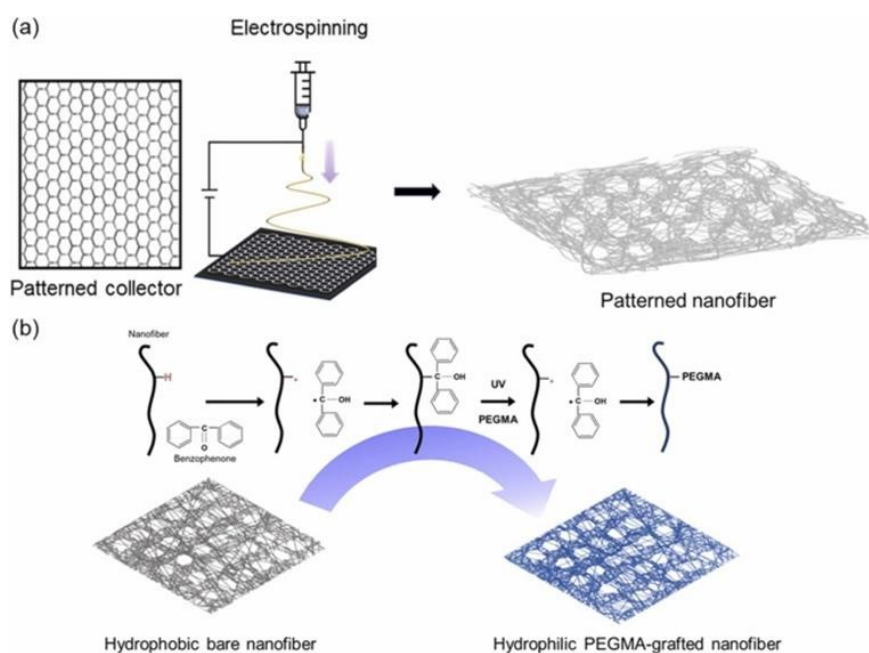 (a)
Electrospinning
Patterned collector
Patterned nanofiber
(b)
Nanofiber
H
C
OH
C
OH
UV
PEGMA
C
OH
PEGMA
C
O
Benzophenone
Hydrophobic bare nanofiber
Hydrophilic PEGMA-grafted nanofiber